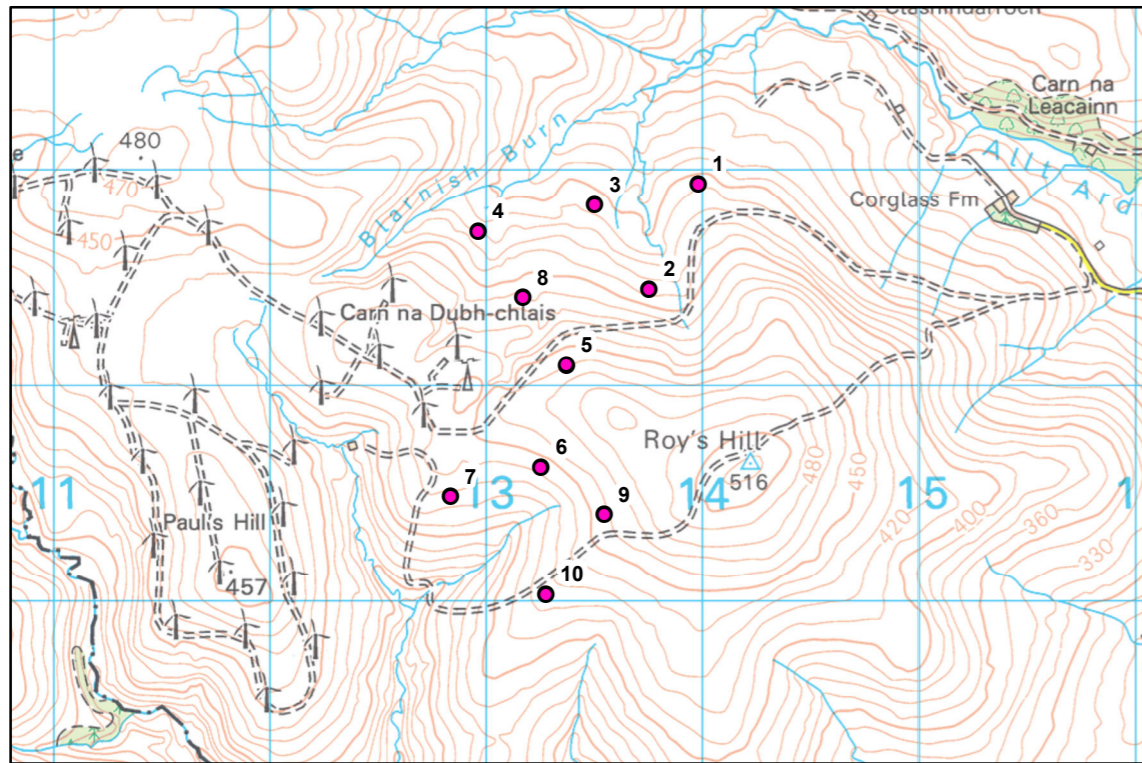 Clashindarroch
Carn na
Leacainn
e
480
470
450
Blarnish Burn
1
3
4
Allt Ard
Corglass Fm
2
8
Carn na Dubh-chlais
5
Roy's Hill
480
450
6
7
516
11
13
14
15
1
9
Paul's Hill
420
400
360
330
457
10